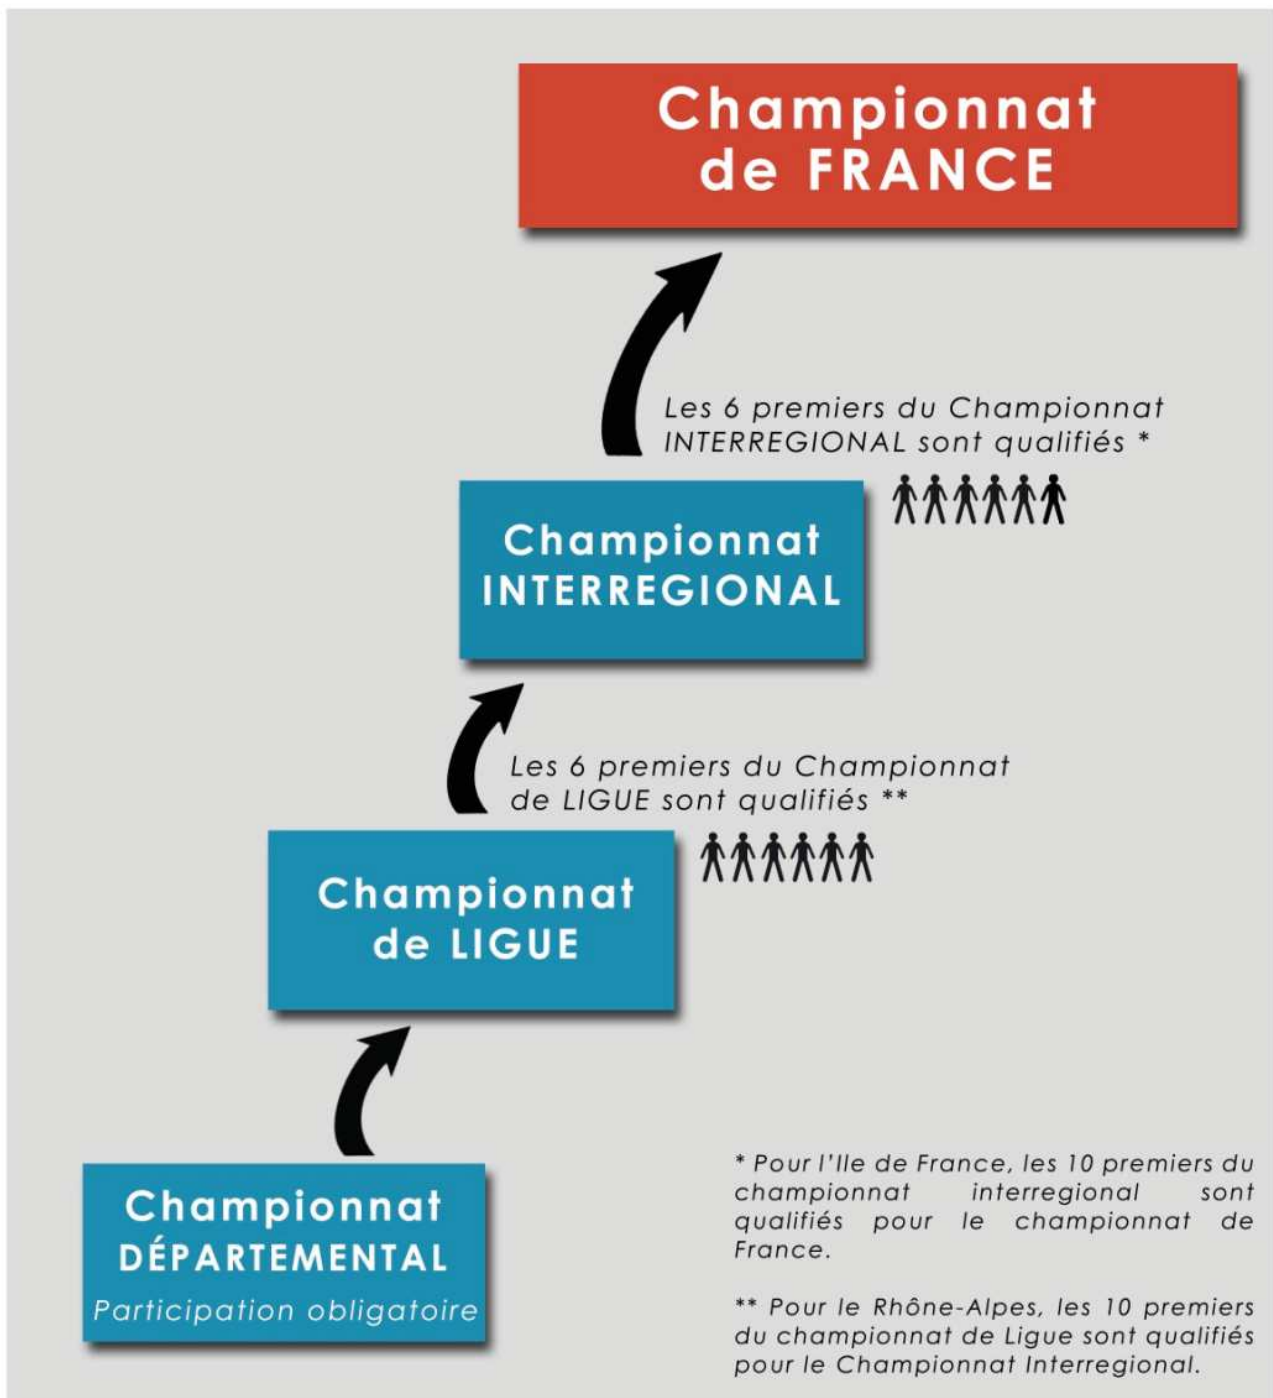 Championnat
de FRANCE
Les 6 premiers du Championnat
INTERREGIONAL sont qualifiés *
Championnat
INTERREGIONAL
Les 6 premiers du Championnat
de LIGUE sont qualifiés **
Championnat
de LIGUE
Championnat
DÉPARTEMENTAL
Participation obligatoire
* Pour l'Ile de France, les 10 premiers du
championnat interregional sont
qualifiés pour le championnat de
France.
** Pour le Rhône-Alpes, les 10 premiers
du championnat de Ligue sont qualifiés
pour le Championnat Interregional.